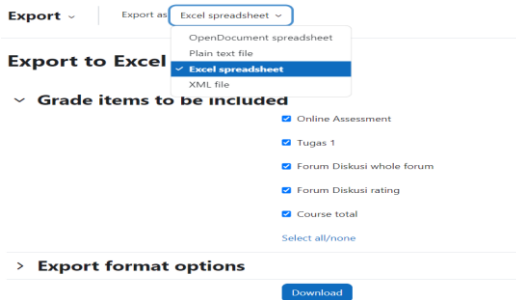 Export
Export as
Excel spreadsheet
OpenDocument spreadsheet
Plain text file
Excel spreadsheet
XML file
Export to Excel
Grade items to be included
Online Assessment
Tugas 1
Forum Diskusi whole forum
Forum Diskusi rating
Course total
Select all/none
Export format options
Download